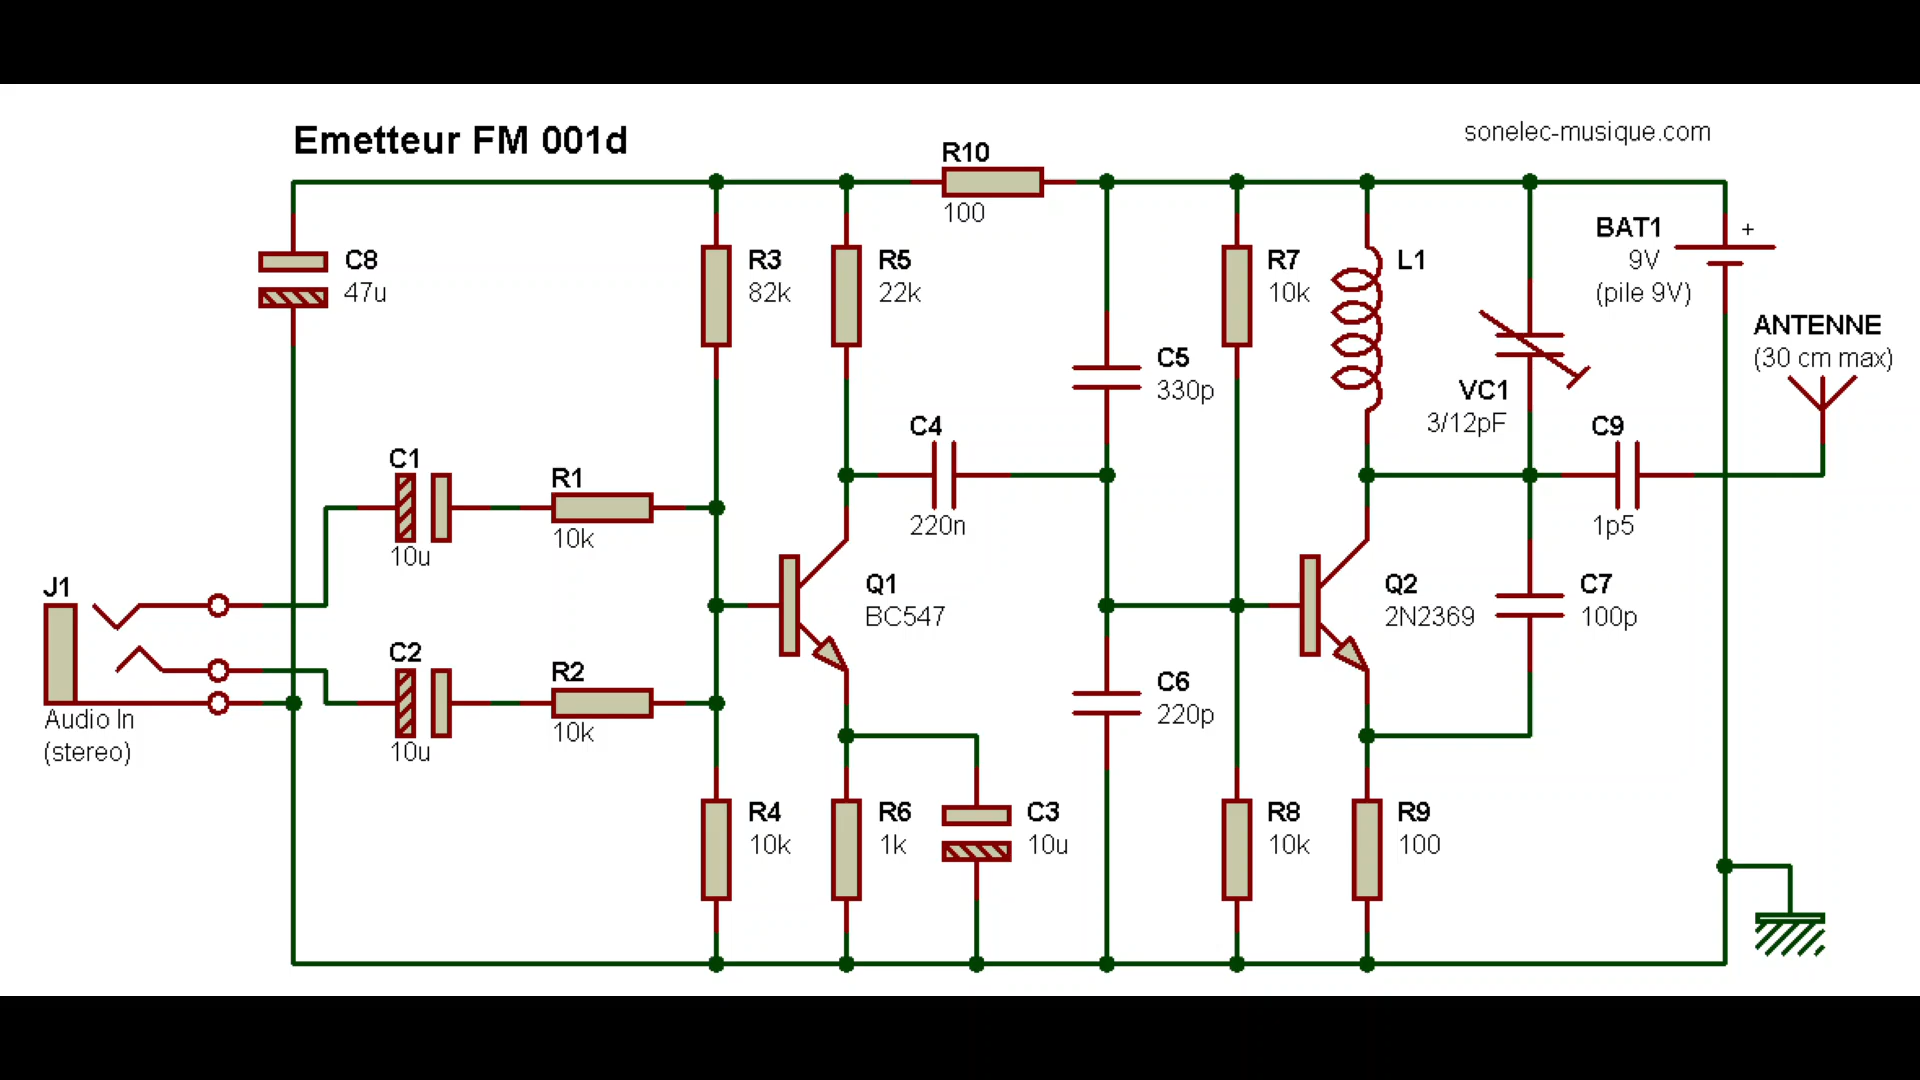 Emetteur FM 001d
sonelec-musique.com
R10
100
BAT1
+
9V
(pile 9V)
C8
47u
R3
82k
R5
22k
R7
10k
L1
ANTENNE
(30 cm max)
C5
330p
VC1
3/12pF
C4
220n
C9
1p5
C1
10u
R1
10k
J1
Audio In
(stereo)
Q1
BC547
Q2
2N2369
C7
100p
C2
10u
R2
10k
C6
220p
R4
10k
R6
1k
C3
10u
R8
10k
R9
100